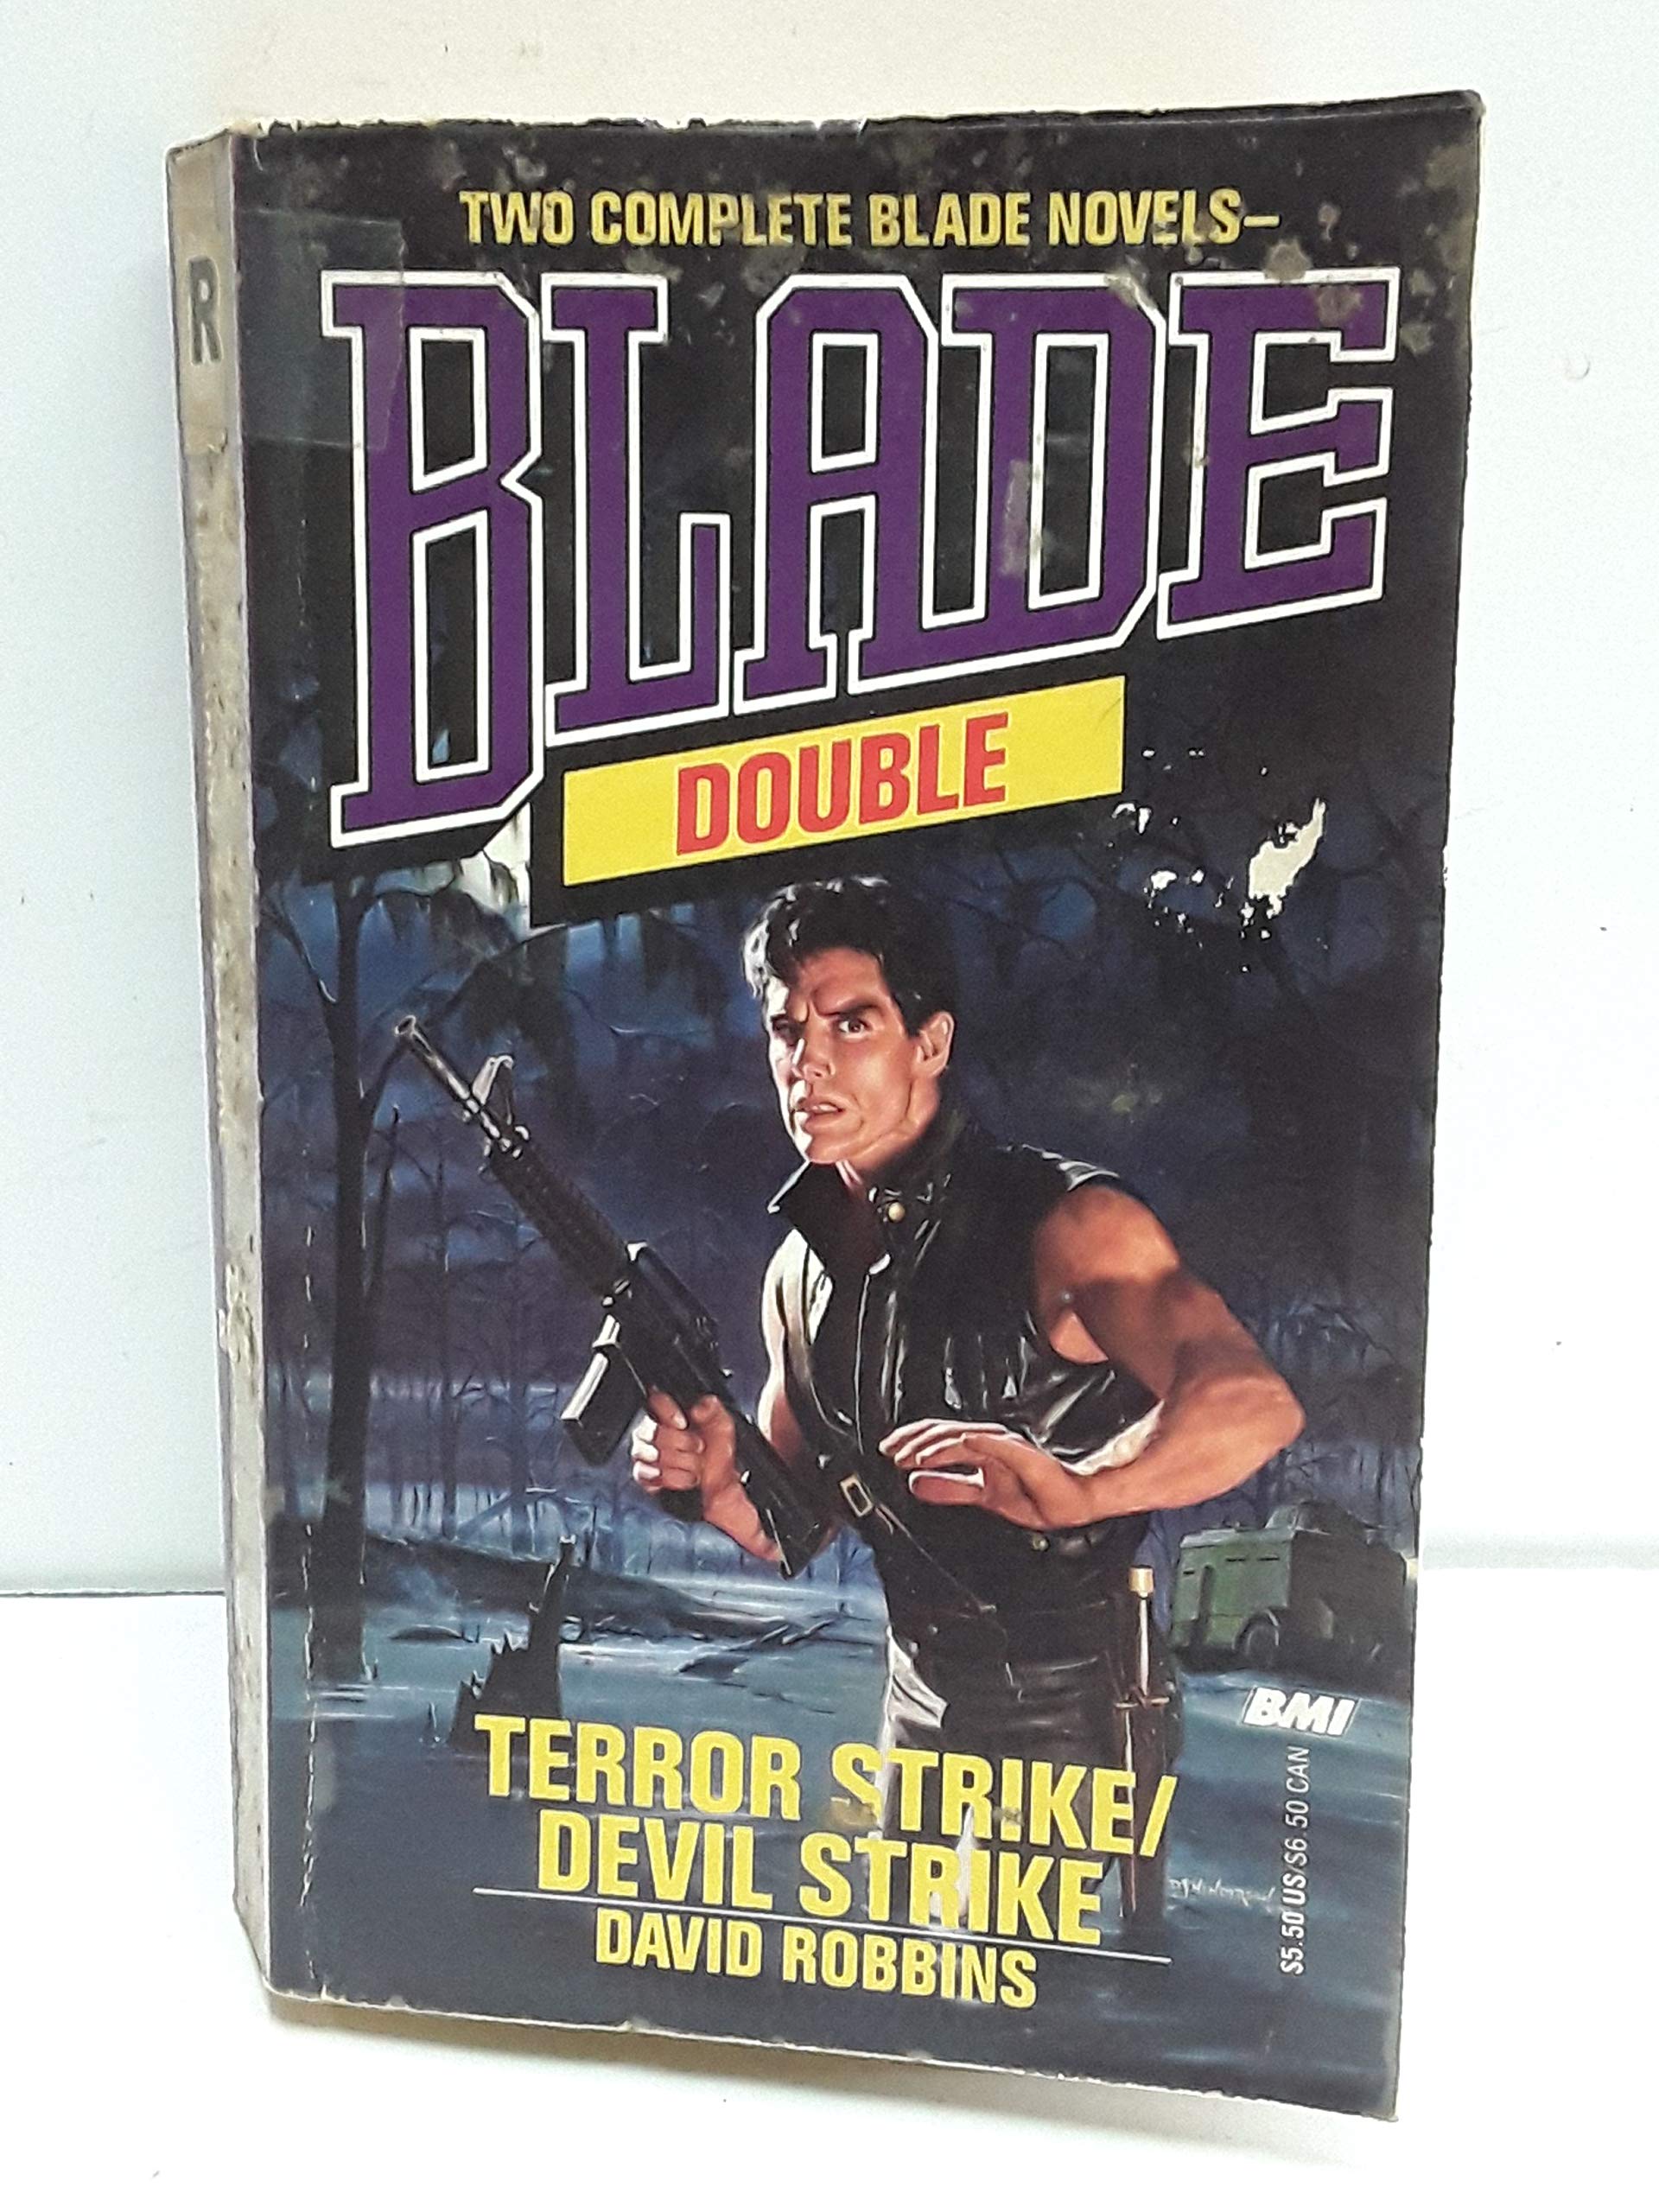 R
TWO COMPLETE BLADE NOVELS—
BLADE
DOUBLE
BMI
$5.50 US/$6.50 CAN
TERROR STRIKE/
DEVIL STRIKE
DAVID ROBBINS